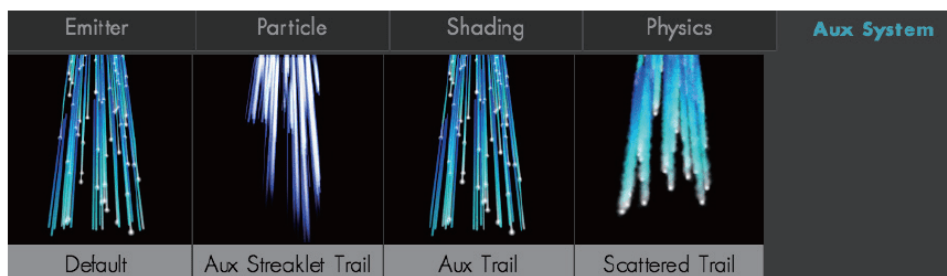 Emitter Particle Shading Physics Aux System
Default Aux Streaklet Trail Aux Trail Scattered Trail